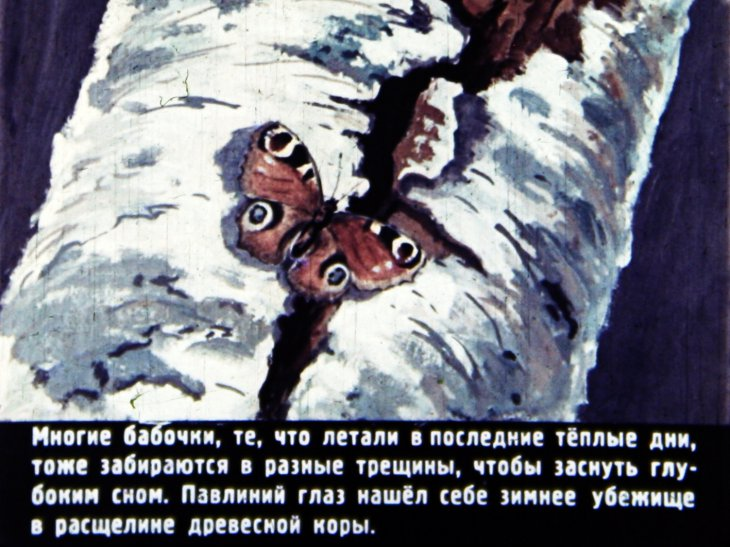 Многие бабочки, те, что летали в последние тёплые дни,
тоже забираются в разные трещины, чтобы заснуть глу-
боким сном. Павлиний глаз нашёл себе зимнее убежище
в расщелине древесной коры.